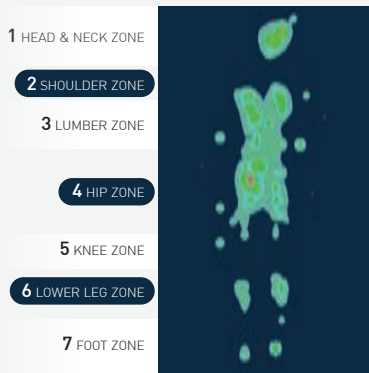 1 HEAD & NECK ZONE
2 SHOULDER ZONE
3 LUMBER ZONE
4 HIP ZONE
5 KNEE ZONE
6 LOWER LEG ZONE
7 FOOT ZONE